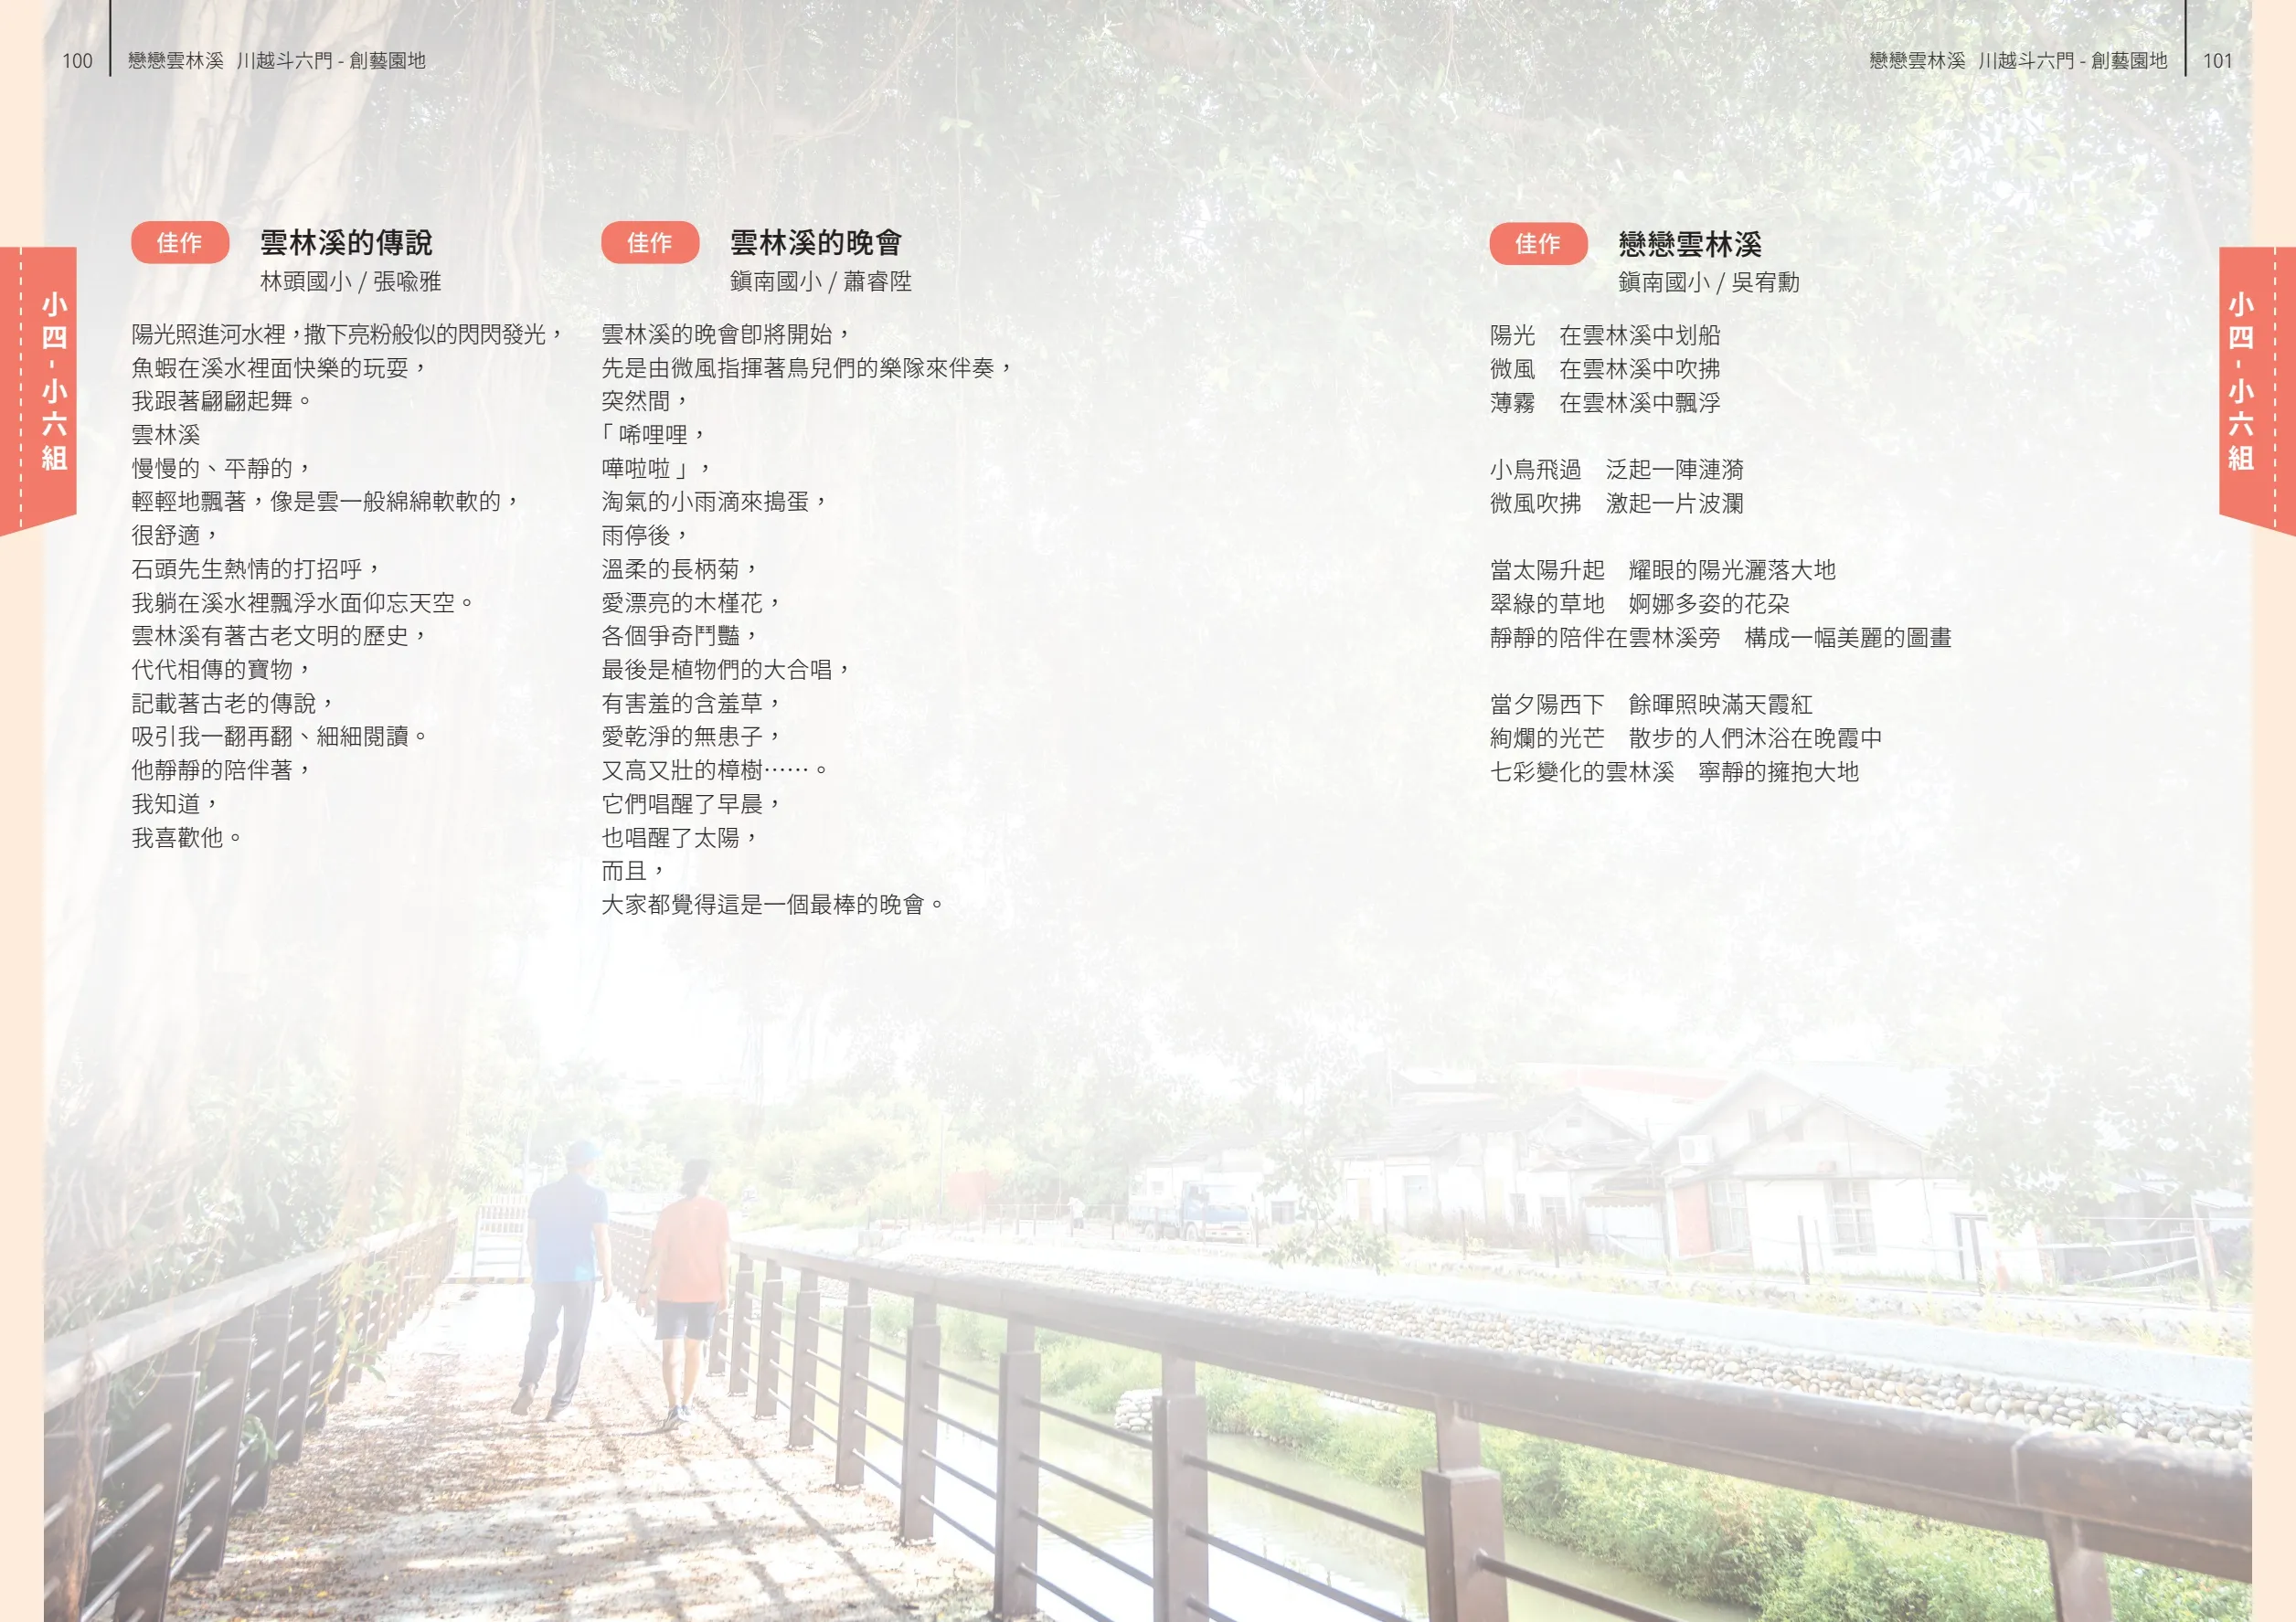 100 戀戀雲林溪 川越斗六門 - 創藝園地
小四-小六組
佳作 雲林溪的傳說
林頭國小 / 張喩雅
陽光照進河水裡，撒下亮粉般似的閃閃發光，
魚蝦在溪水裡面快樂的玩耍，
我跟著翩翩起舞。
雲林溪
慢慢的、平靜的，
輕輕地飄著，像是雲一般綿綿軟軟的，
很舒適，
石頭先生熱情的打招呼，
我躺在溪水裡飄浮水面仰忘天空。
雲林溪有著古老文明的歷史，
代代相傳的寶物，
記載著古老的傳說，
吸引我一翻再翻、細細閱讀。
他靜靜的陪伴著，
我知道，
我喜歡他。
佳作 雲林溪的晚會
鎮南國小 / 蕭睿陞
雲林溪的晚會即將開始，
先是由微風指揮著鳥兒們的樂隊來伴奏，
突然間，
「唏哩哩，
嘩啦啦」，
淘氣的小雨滴來搗蛋，
雨停後，
溫柔的長柄菊，
愛漂亮的木槿花，
各個爭奇鬥豔，
最後是植物們的大合唱，
有害羞的含羞草，
愛乾淨的無患子，
又高又壯的樟樹……。
它們唱醒了早晨，
也唱醒了太陽，
而且，
大家都覺得這是一個最棒的晚會。
戀戀雲林溪 川越斗六門 - 創藝園地 101
佳作 戀戀雲林溪
鎮南國小 / 吳宥勳
陽光　在雲林溪中划船
微風　在雲林溪中吹拂
薄霧　在雲林溪中飄浮
小鳥飛過　泛起一陣漣漪
微風吹拂　激起一片波瀾
當太陽升起　耀眼的陽光灑落大地
翠綠的草地　婀娜多姿的花朵
靜靜的陪伴在雲林溪旁　構成一幅美麗的圖畫
當夕陽西下　餘暉照映滿天霞紅
絢爛的光芒　散步的人們沐浴在晚霞中
七彩變化的雲林溪　寧靜的擁抱大地
小四-小六組